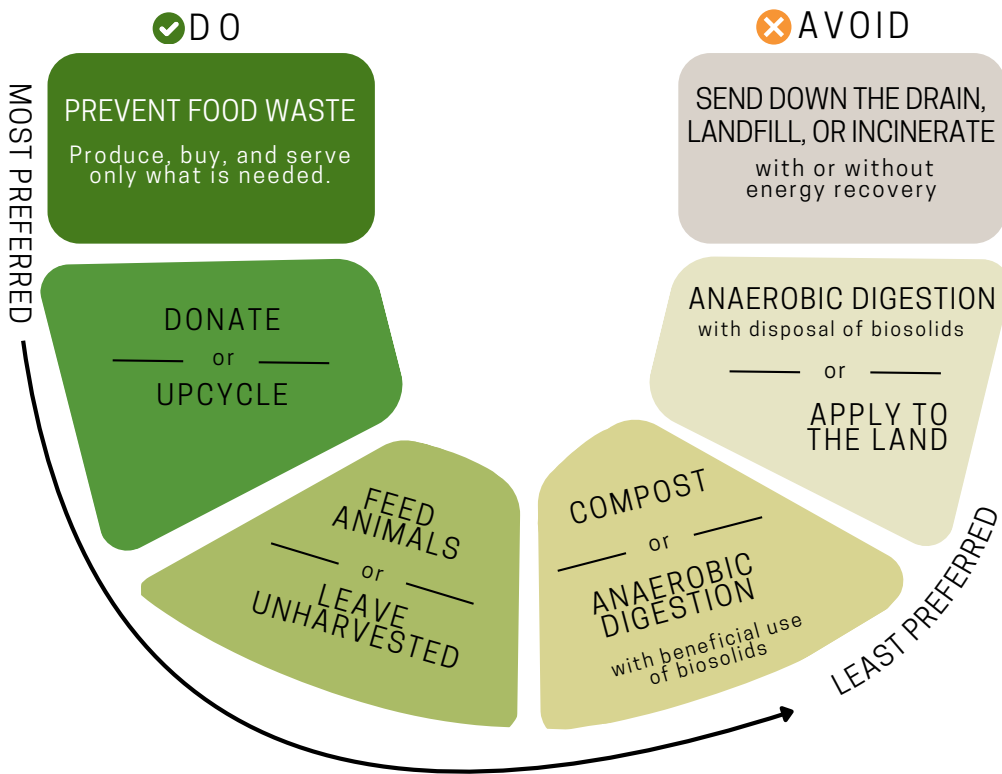 DO
AVOID
MOST PREFERRED
PREVENT FOOD WASTE
Produce, buy, and serve
only what is needed.
DONATE
or
UPCYCLE
FEED
ANIMALS
or
LEAVE
UNHARVESTED
COMPOST
or
ANAEROBIC
DIGESTION
with beneficial use
of biosolids
ANAEROBIC DIGESTION
with disposal of biosolids
or
APPLY TO
THE LAND
SEND DOWN THE DRAIN,
LANDFILL, OR INCINERATE
with or without
energy recovery
LEAST PREFERRED